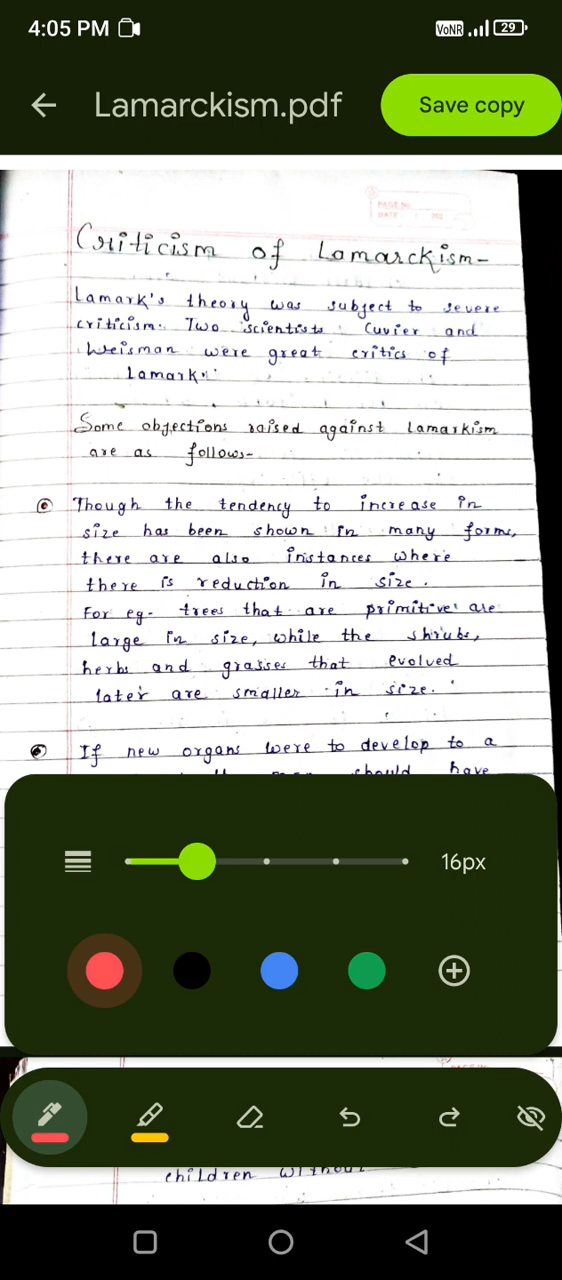 4:05 PM
VoNR
29
Lamarckism.pdf
Save copy
PAGE NO.
DATE
Criticism of Lamarckism-
Lamark's theory was subject to severe
criticism. Two scientists Cuvier and
Weisman were great critics of
lamark.
Some objections raised against lamarkism
are as follows-
Though the tendency to increase in
size has been shown in many forms,
there are also instances where
there is reduction in size.
For eg- trees that are primitive are
large in size, while the shrubs,
herbs and grasses that evolved
later are smaller in size.
If new organs were to develop to a
should have
16px
children without